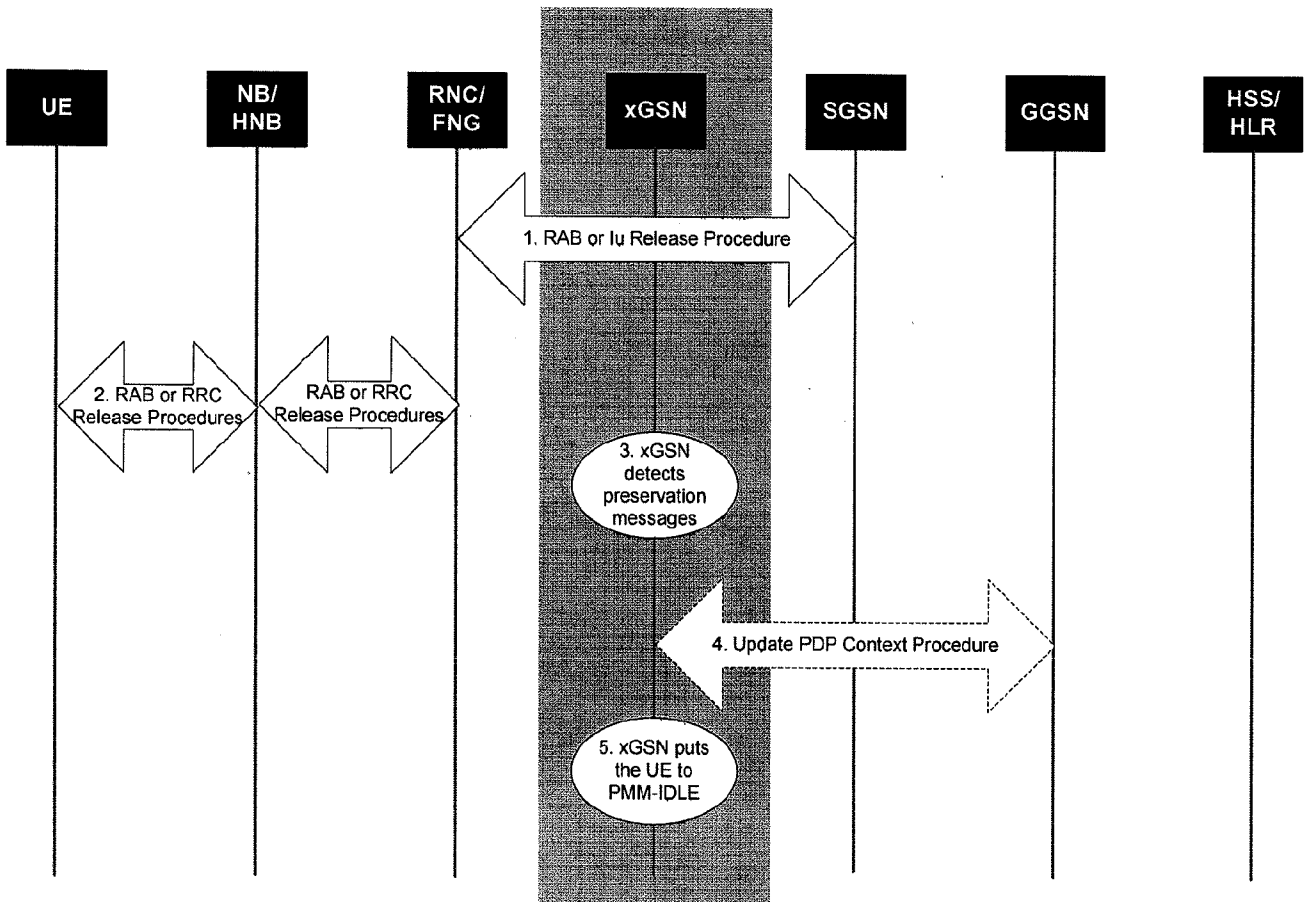 UE
NB/
HNB
RNC/
FNG
xGSN
SGSN
GGSN
HSS/
HLR
1. RAB or Iu Release Procedure
2. RAB or RRC
Release Procedures
RAB or RRC
Release Procedures
3. xGSN
detects
preservation
messages
4. Update PDP Context Procedure
5. xGSN puts
the UE to
PMM-IDLE